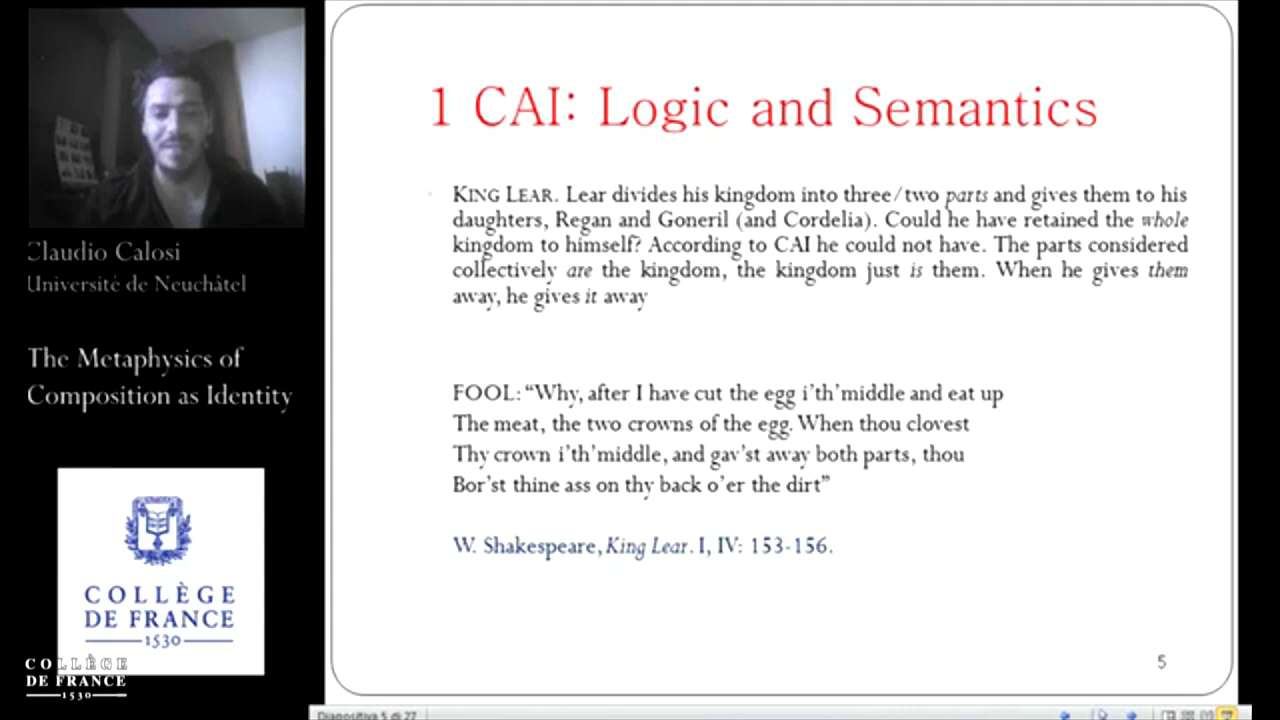 1 CAI: Logic and Semantics
KING LEAR. Lear divides his kingdom into three/two parts and gives them to his
daughters, Regan and Goneril (and Cordelia). Could he have retained the whole
kingdom to himself? According to CAI he could not have. The parts considered
collectively are the kingdom, the kingdom just is them. When he gives them
away, he gives it away
FOOL: “Why, after I have cut the egg i’th’middle and eat up
The meat, the two crowns of the egg. When thou clovest
Thy crown i’th’middle, and gav’st away both parts, thou
Bor’st thine ass on thy back o’er the dirt”
W. Shakespeare, King Lear. I, IV: 153-156.
5
Claudio Calosi
Université de Neuchâtel
The Metaphysics of
Composition as Identity
COLLÈGE
DE FRANCE
1530
COLLÈGE
DE FRANCE
1530
Diapositiva 5 di 27